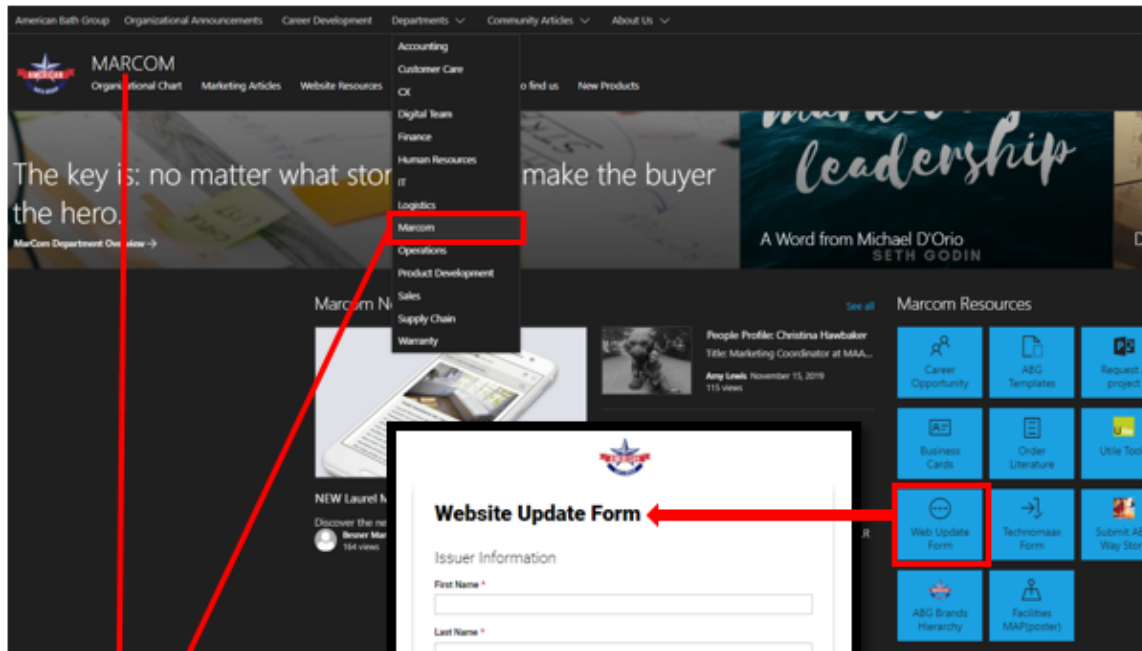 American Bath Group Organizational Announcements Career Development Departments Community Articles About Us
MARCOM
Organizational Chart Marketing Articles Website Resources
o find us New Products
Accounting
Customer Care
CX
Digital Team
Finance
Human Resources
IT
Logistics
Marcom
Operations
Product Development
Sales
Supply Chain
Warranty
The key is: no matter what stor make the buyer
the hero.
MarCom Department Overview →
leadership
A Word from Michael D'Orio
SETH GODIN
D
Marcom N
See all
People Profile: Christina Hawbaker
Title: Marketing Coordinator at MAA...
Amy Lewis November 15, 2019
115 views
NEW Laurel M
Discover the ne
Besner Mar
164 views
R
Marcom Resources
Career
Opportunity
ABG
Templates
Request
project
Business
Cards
Order
Literature
Utile Tool
Web Update
Form
Technomaax
Form
Submit AB
Way Stor
ABG Brands
Hierarchy
Facilities
MAP(poster)
AMERICAN
Website Update Form
Issuer Information
First Name *
Last Name *